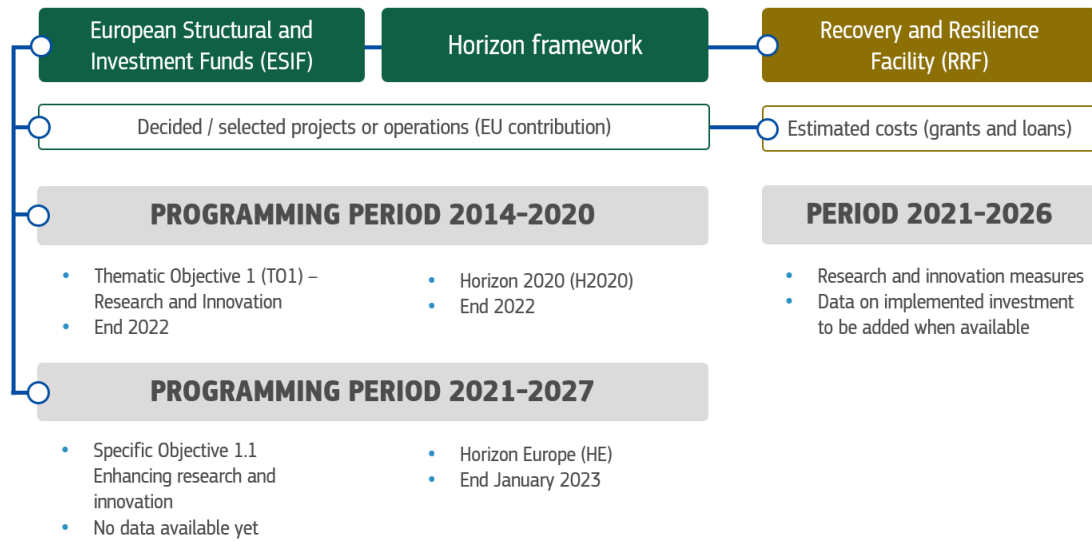 European Structural and
Investment Funds (ESIF)
Horizon framework
Recovery and Resilience
Facility (RRF)
Decided / selected projects or operations (EU contribution)
Estimated costs (grants and loans)
PROGRAMMING PERIOD 2014–2020
PERIOD 2021–2026
• Thematic Objective 1 (TO1) –
Research and Innovation
• End 2022
• Horizon 2020 (H2020)
• End 2022
• Research and innovation measures
• Data on implemented investment
to be added when available
PROGRAMMING PERIOD 2021–2027
• Specific Objective 1.1
Enhancing research and
innovation
• No data available yet
• Horizon Europe (HE)
• End January 2023